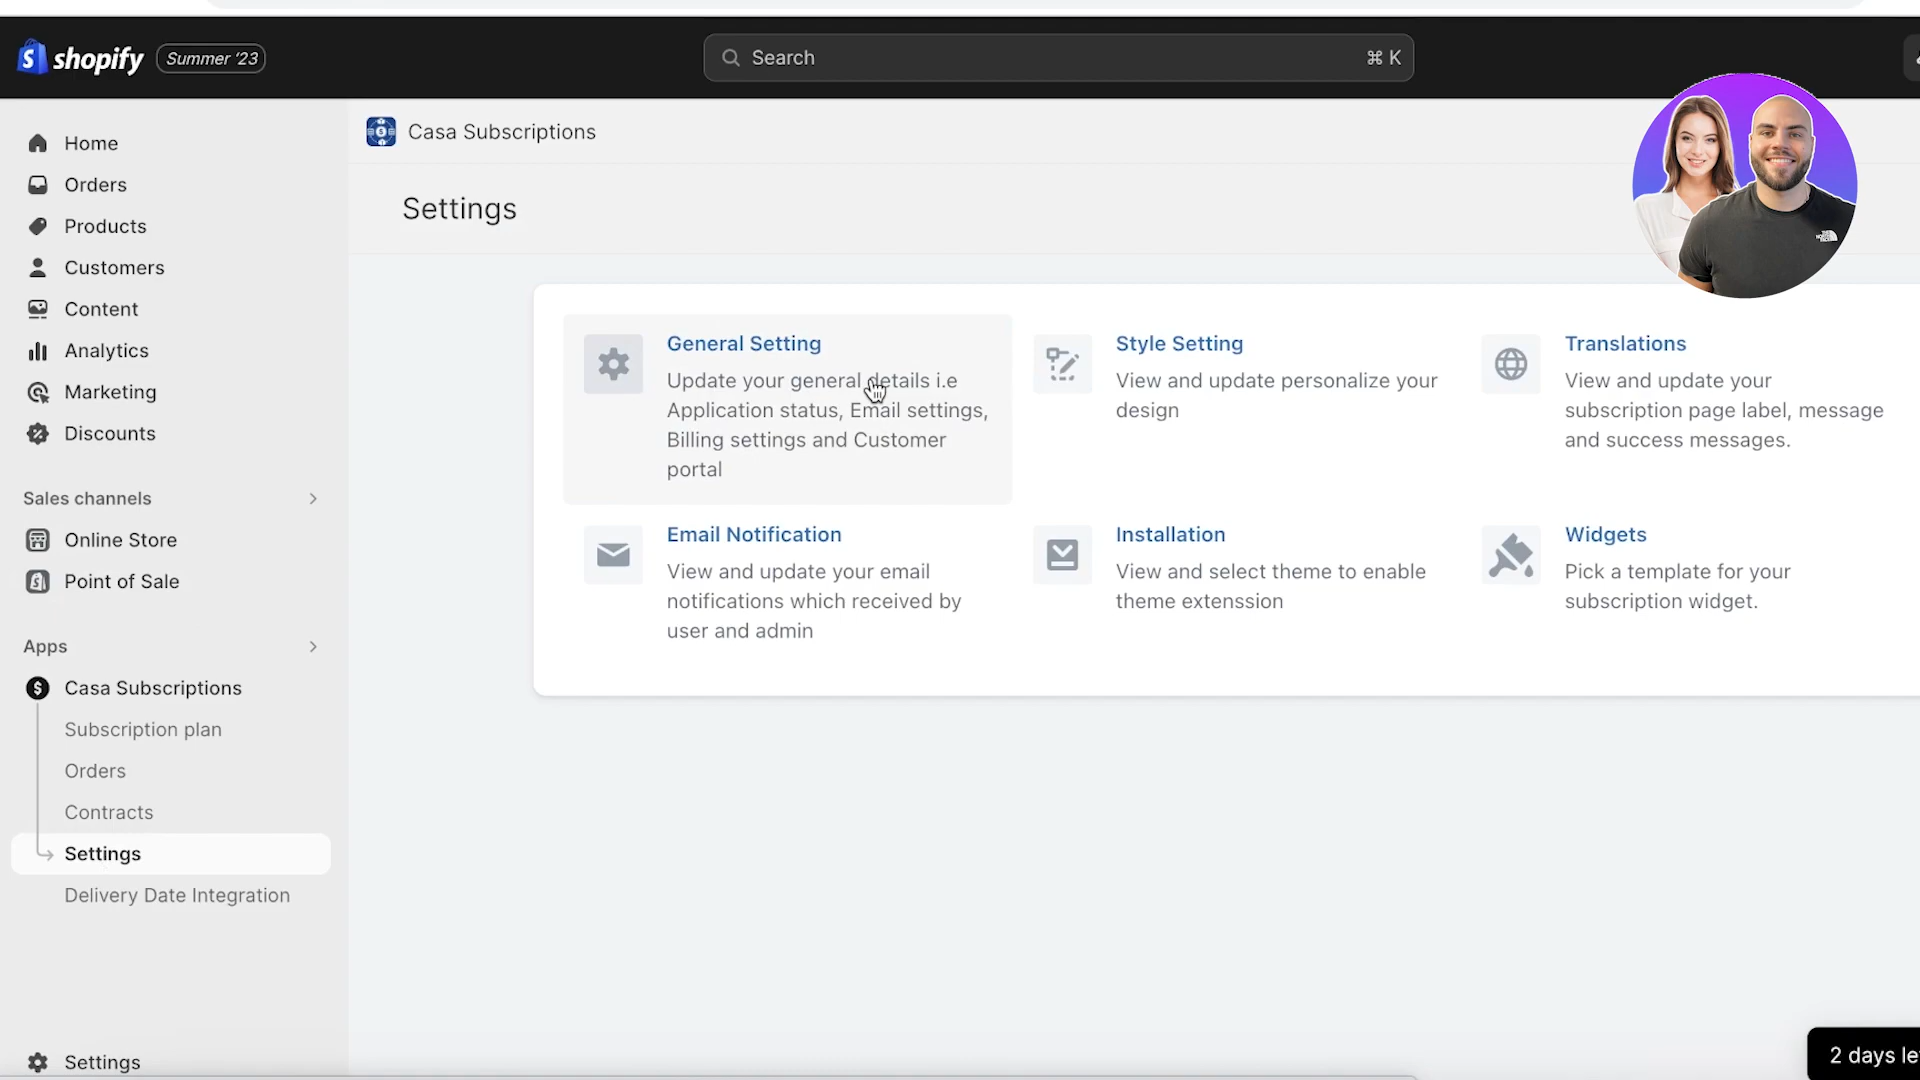 shopify Summer '23
Search
⌘ K
Home
Orders
Products
Customers
Content
Analytics
Marketing
Discounts
Sales channels
Online Store
Point of Sale
Apps
Casa Subscriptions
Subscription plan
Orders
Contracts
Settings
Delivery Date Integration
Settings
Casa Subscriptions
Settings
General Setting
Update your general details i.e
Application status, Email settings,
Billing settings and Customer
portal
Style Setting
View and update personalize your
design
Translations
View and update your
subscription page label, message
and success messages.
Email Notification
View and update your email
notifications which received by
user and admin
Installation
View and select theme to enable
theme extenssion
Widgets
Pick a template for your
subscription widget.
THE NORTH FACE
2 days le